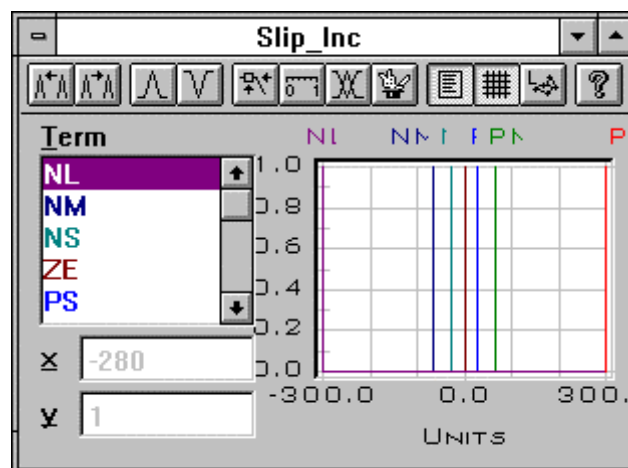 Slip_Inc
Term
NL
NM
NS
ZE
PS
x
-280
y
1
NL NM PM P
1.0
0.8
0.6
0.4
0.2
0.0
-300.0 0.0 300.
UNITS